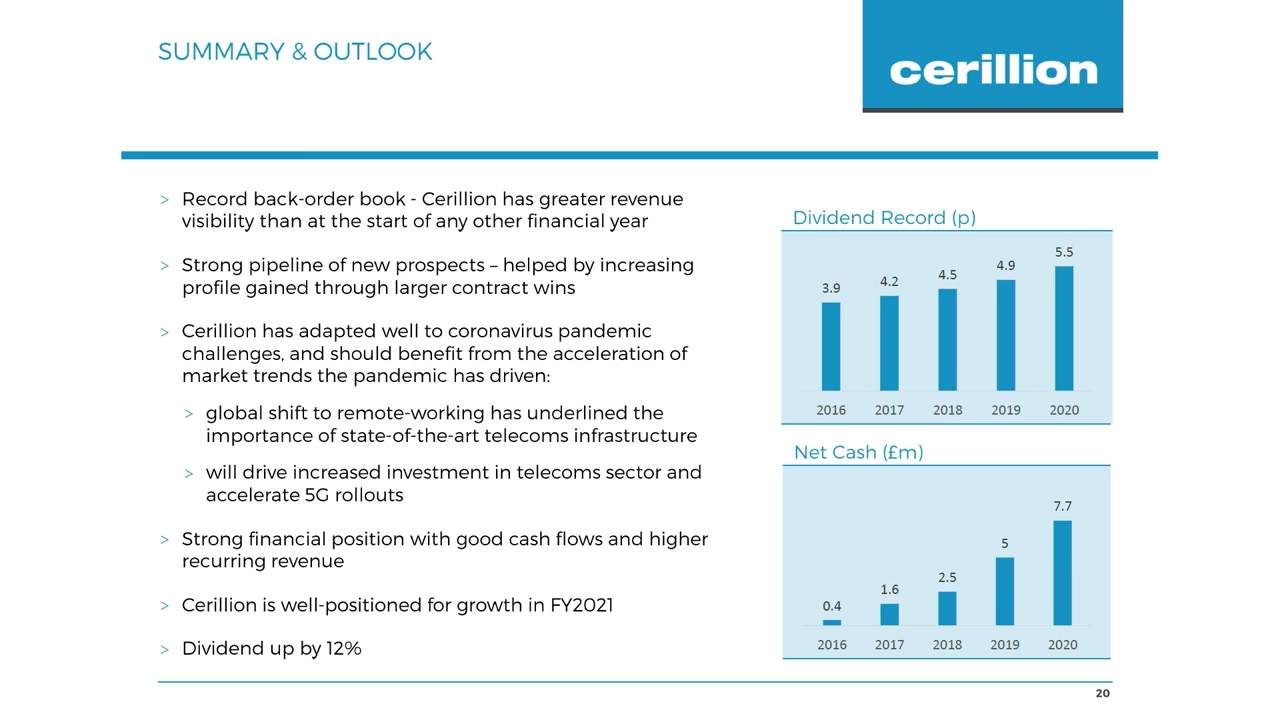 SUMMARY & OUTLOOK
cerillion
> Record back-order book - Cerillion has greater revenue
visibility than at the start of any other financial year
> Strong pipeline of new prospects – helped by increasing
profile gained through larger contract wins
> Cerillion has adapted well to coronavirus pandemic
challenges, and should benefit from the acceleration of
market trends the pandemic has driven:
> global shift to remote-working has underlined the
importance of state-of-the-art telecoms infrastructure
> will drive increased investment in telecoms sector and
accelerate 5G rollouts
> Strong financial position with good cash flows and higher
recurring revenue
> Cerillion is well-positioned for growth in FY2021
> Dividend up by 12%
Dividend Record (p)
3.9 4.2 4.5 4.9 5.5
2016 2017 2018 2019 2020
Net Cash (£m)
0.4 1.6 2.5 5 7.7
2016 2017 2018 2019 2020
20